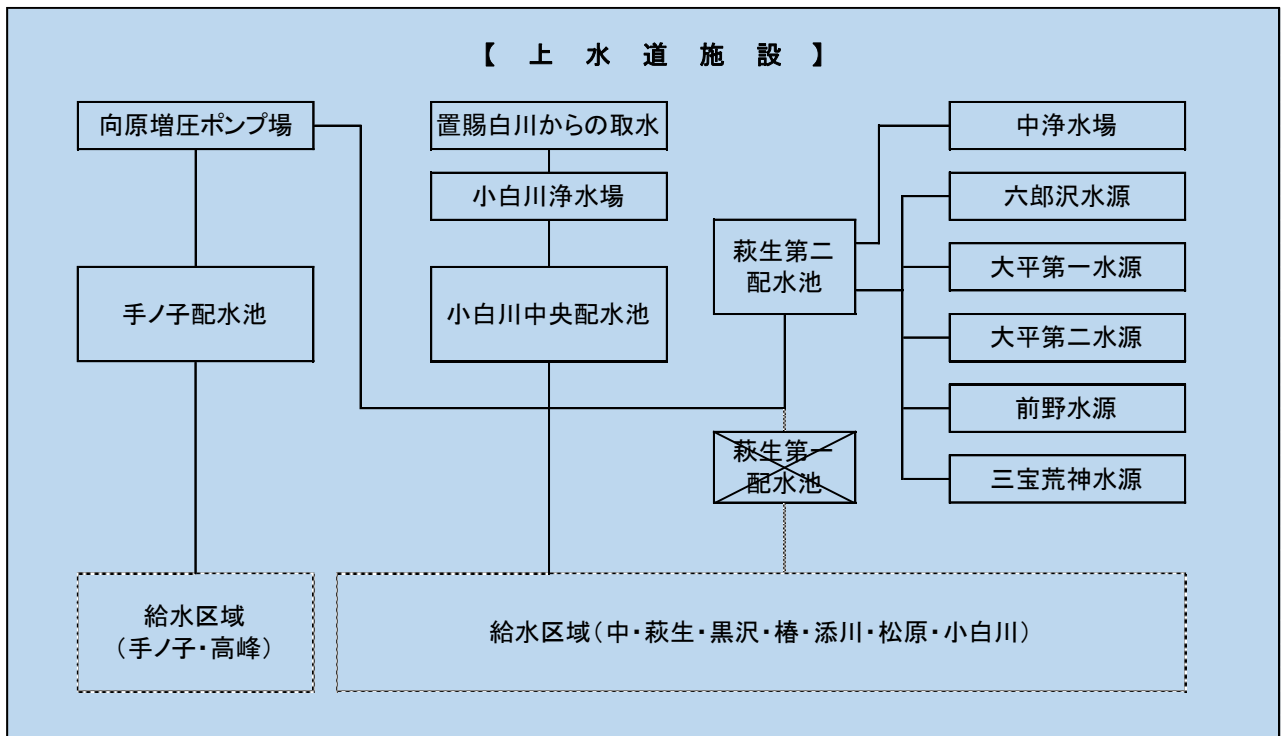 【 上 水 道 施 設 】
向原増圧ポンプ場
置賜白川からの取水
中浄水場
小白川浄水場
六郎沢水源
萩生第二
配水池
大平第一水源
手ノ子配水池
小白川中央配水池
大平第二水源
前野水源
萩生第一
配水池
三宝荒神水源
給水区域
（手ノ子・高峰）
給水区域（中・萩生・黒沢・椿・添川・松原・小白川）